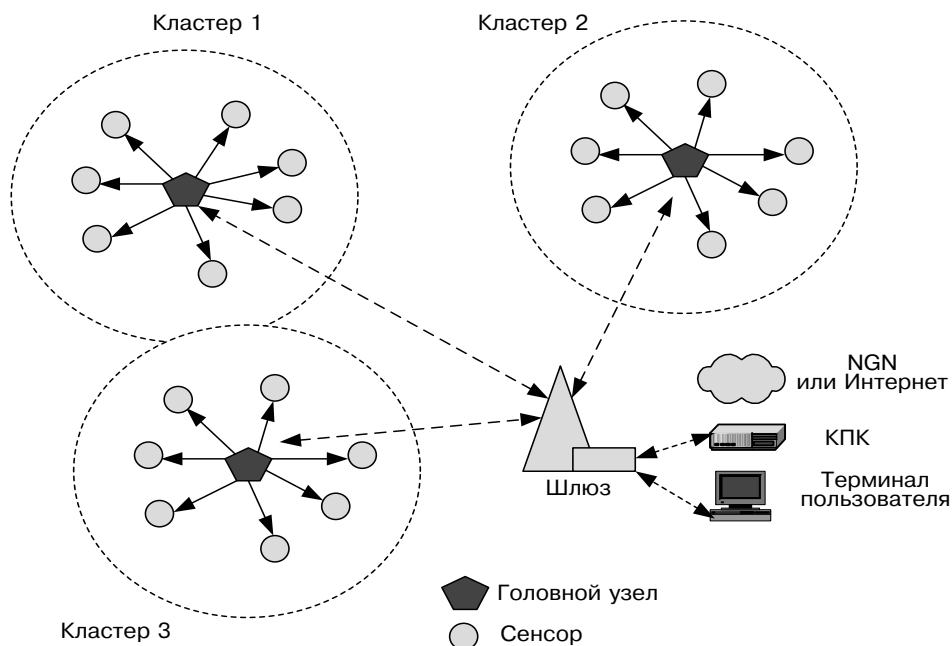 Кластер 1
Кластер 2
NGN
или Интернет
КПК
Терминал
пользователя
Шлюз
Головной узел
Сенсор
Кластер 3